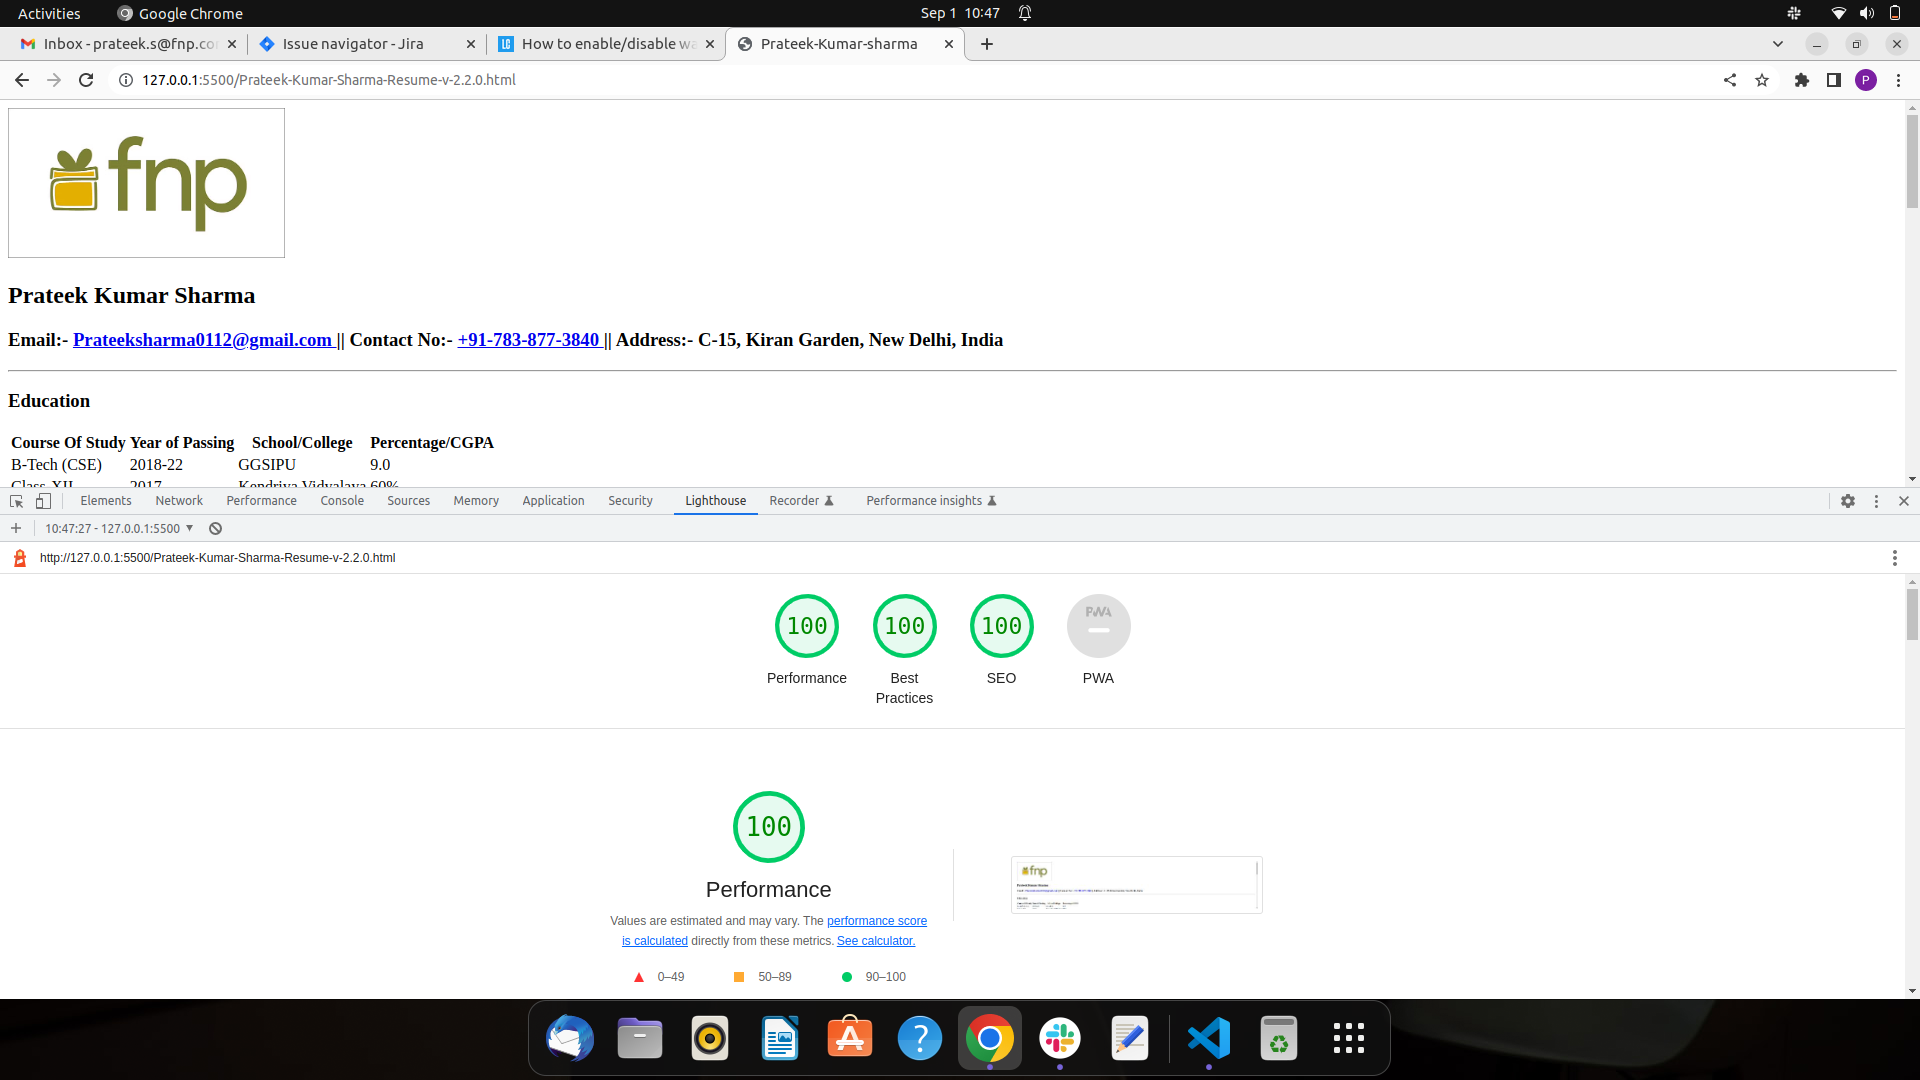 Activities Google Chrome Sep 1 10:47
Inbox - prateek.s@fnp.co Issue navigator - Jira How to enable/disable wa Prateek-Kumar-sharma
127.0.0.1:5500/Prateek-Kumar-Sharma-Resume-v-2.2.0.html P
fnp
Prateek Kumar Sharma
Email:- Prateeksharma0112@gmail.com || Contact No:- +91-783-877-3840 || Address:- C-15, Kiran Garden, New Delhi, India
Education
Course Of Study Year of Passing School/College Percentage/CGPA
B-Tech (CSE) 2018-22 GGSIPU 9.0
Class-XII 2017 Kendriya Vidyalaya 60%
Elements Network Performance Console Sources Memory Application Security Lighthouse Recorder Performance insights
10:47:27 - 127.0.0.1:5500
http://127.0.0.1:5500/Prateek-Kumar-Sharma-Resume-v-2.2.0.html
100 100 100 PWA
Performance Best Practices SEO PWA
100
Performance
Values are estimated and may vary. The performance score
is calculated directly from these metrics. See calculator.
0–49 50–89 90–100